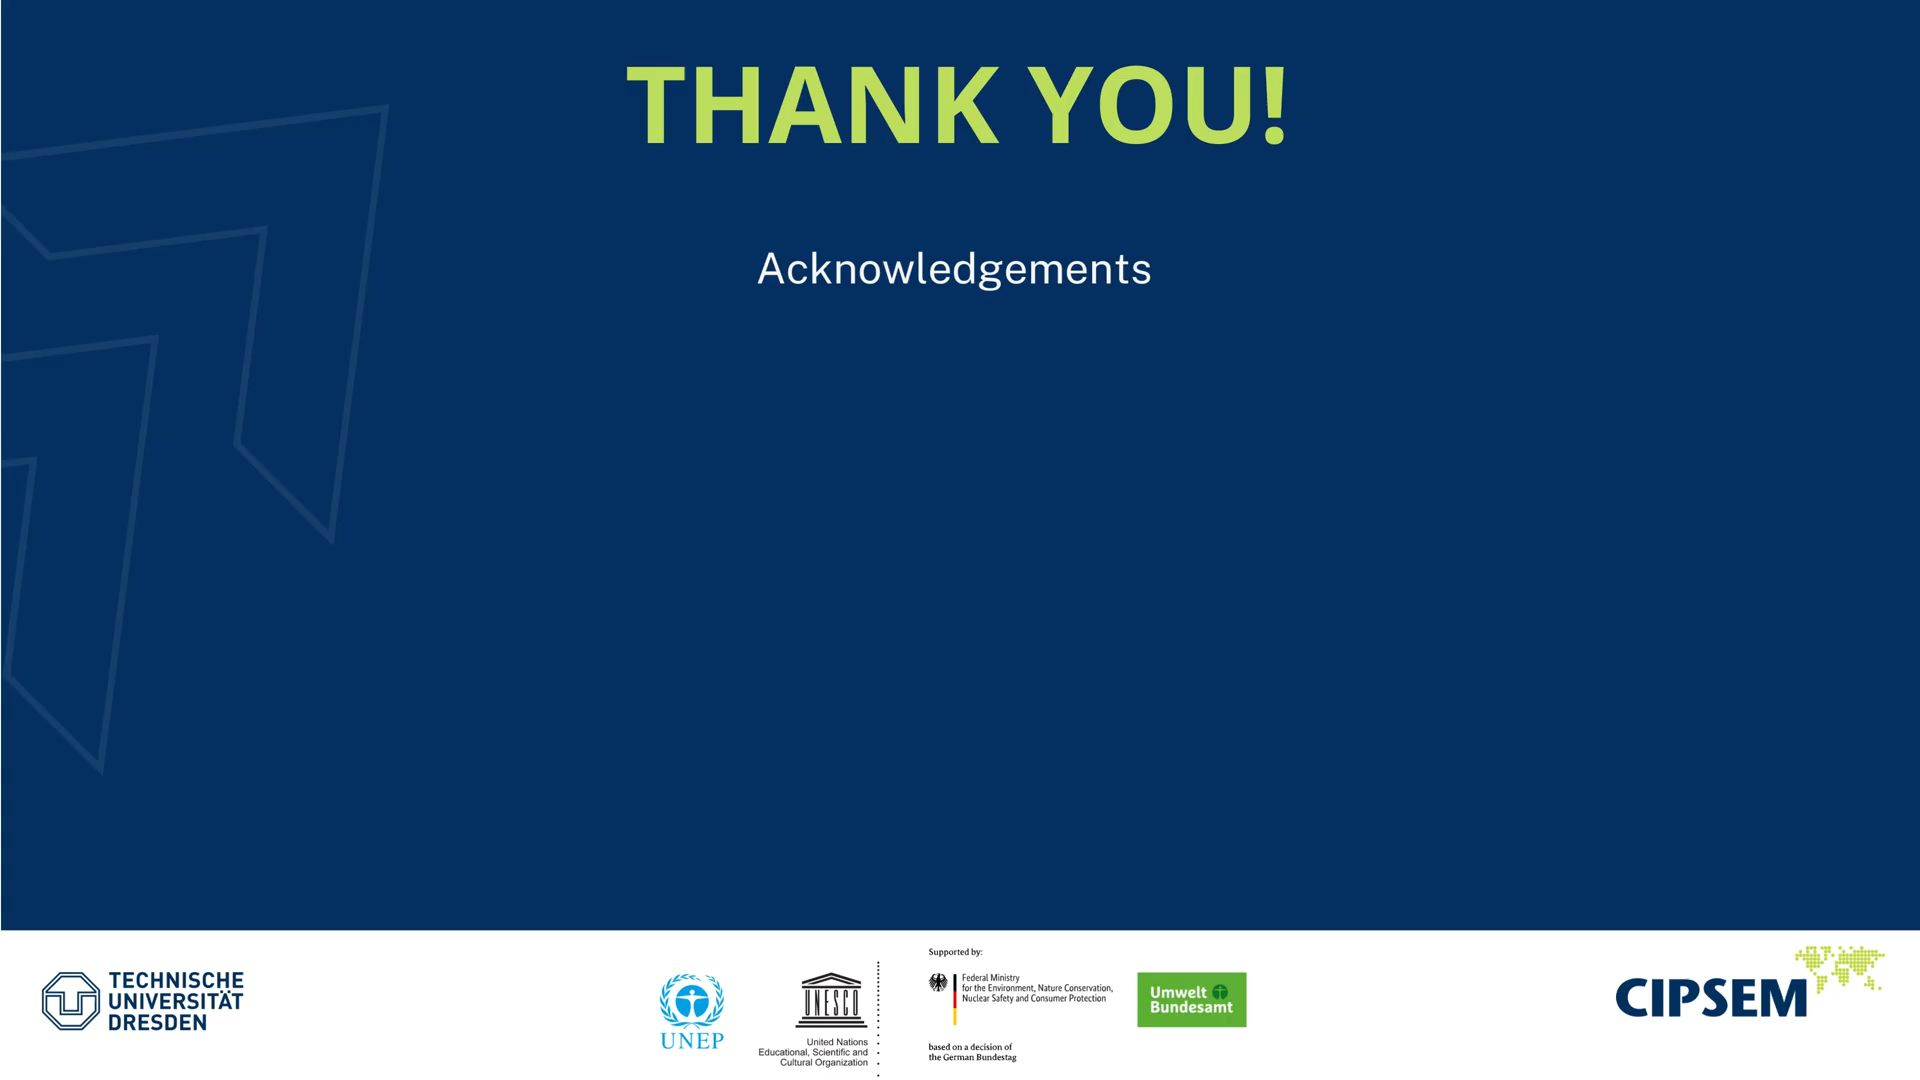 THANK YOU!
Acknowledgements
TECHNISCHE
UNIVERSITÄT
DRESDEN
UNEP
UNESCO
United Nations
Educational, Scientific and
Cultural Organization
Supported by:
Federal Ministry
for the Environment, Nature Conservation,
Nuclear Safety and Consumer Protection
based on a decision of
the German Bundestag
Umwelt
Bundesamt
CIPSEM